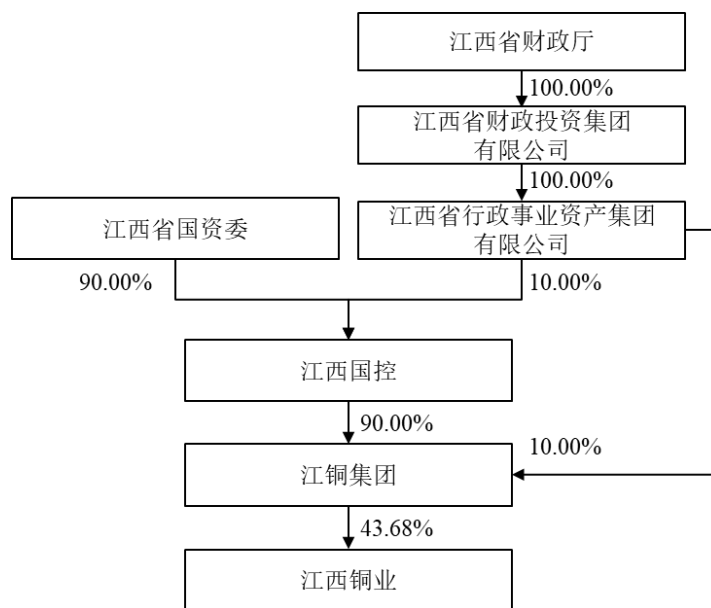 江西省财政厅
100.00%
江西省财政投资集团
有限公司
100.00%
江西省国资委
江西省行政事业资产集团
有限公司
90.00%
10.00%
江西国控
90.00%
10.00%
江铜集团
43.68%
江西铜业